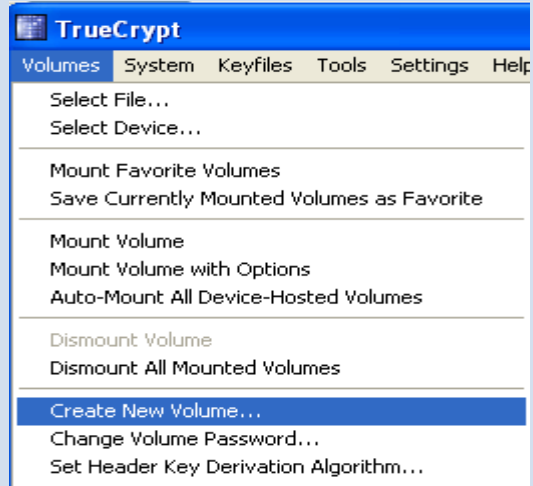 TrueCrypt
Volumes System Keyfiles Tools Settings Help
Select File...
Select Device...
Mount Favorite Volumes
Save Currently Mounted Volumes as Favorite
Mount Volume
Mount Volume with Options
Auto-Mount All Device-Hosted Volumes
Dismount Volume
Dismount All Mounted Volumes
Create New Volume...
Change Volume Password...
Set Header Key Derivation Algorithm...